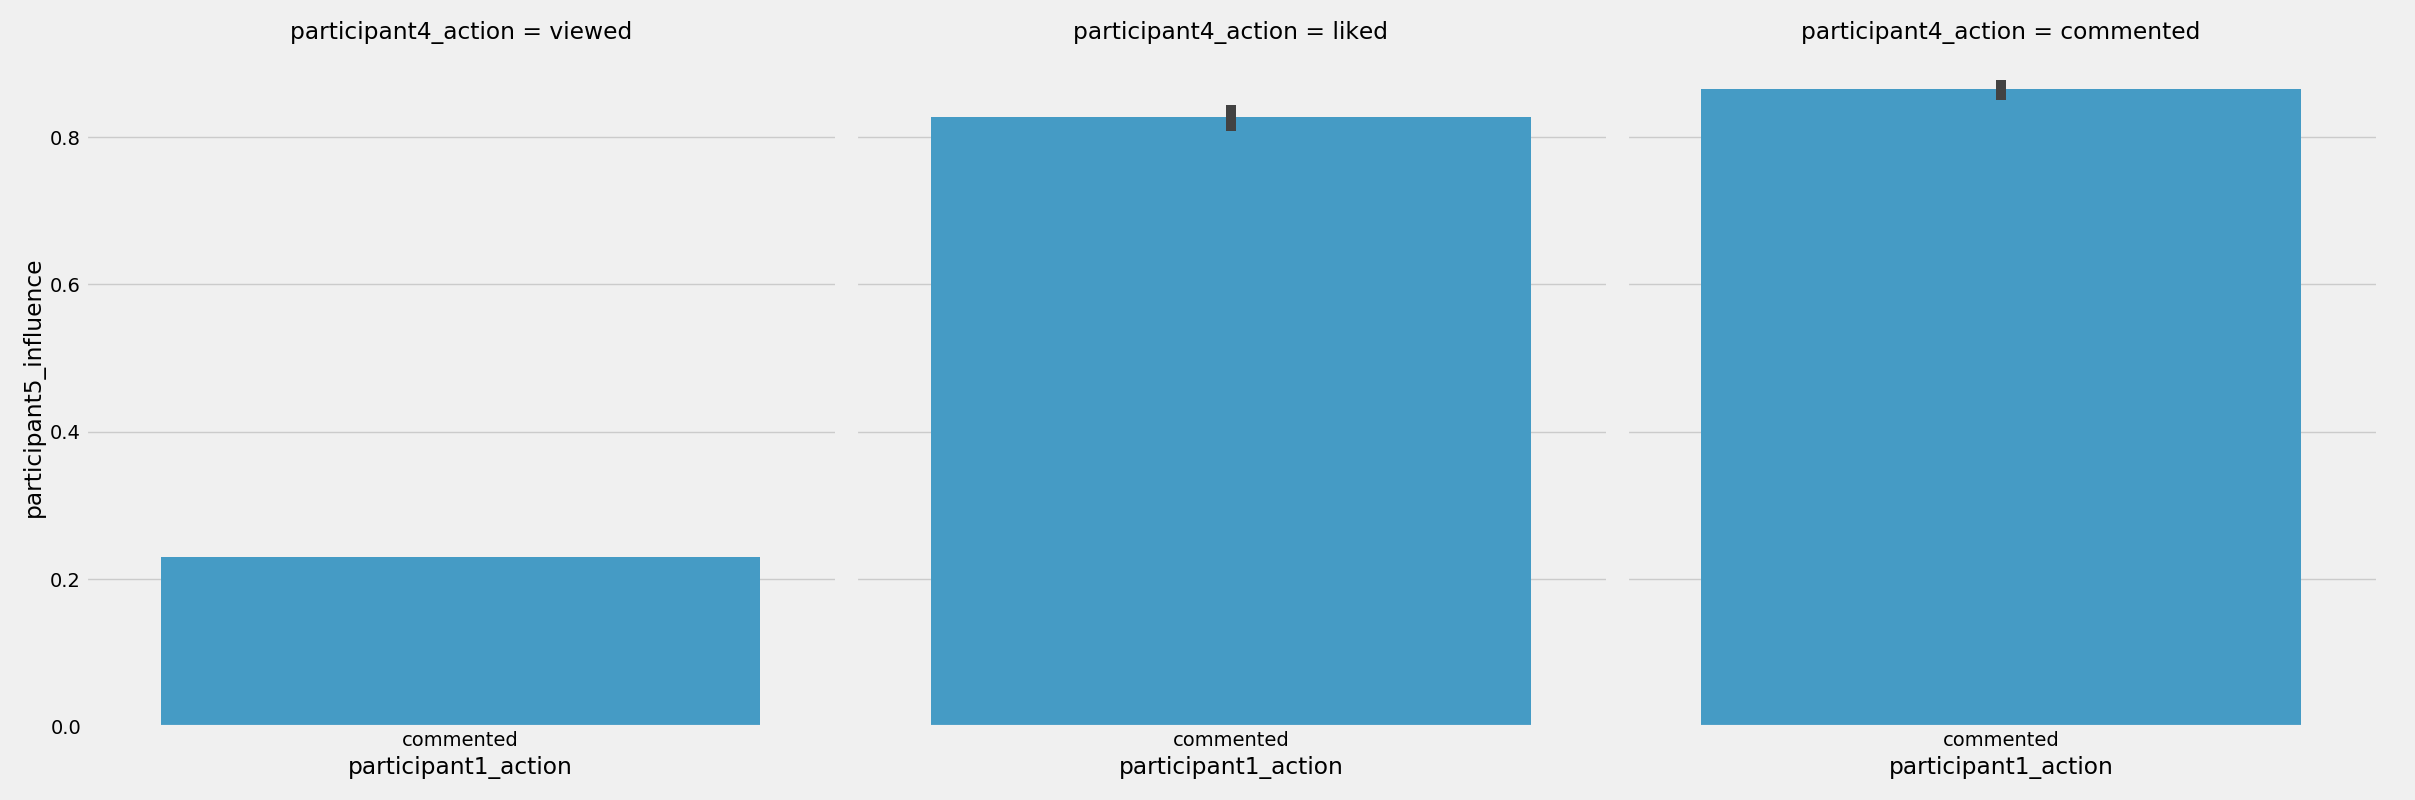 participant4_action = viewed
participant4_action = liked
participant4_action = commented
participant5_influence
0.8
0.6
0.4
0.2
0.0
commented
commented
commented
participant1_action
participant1_action
participant1_action